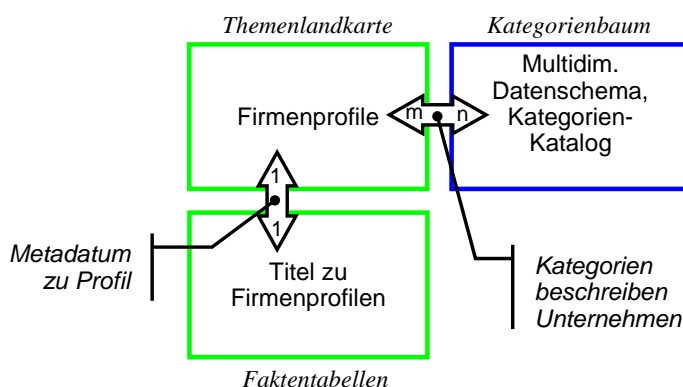 Themenlandkarte
Kategorienbaum
Firmenprofile
m
n
Multidim.
Datenschema,
Kategorien-
Katalog
1
1
Metadatum
zu Profil
Titel zu
Firmenprofilen
Kategorien
beschreiben
Unternehmen
Faktentabellen